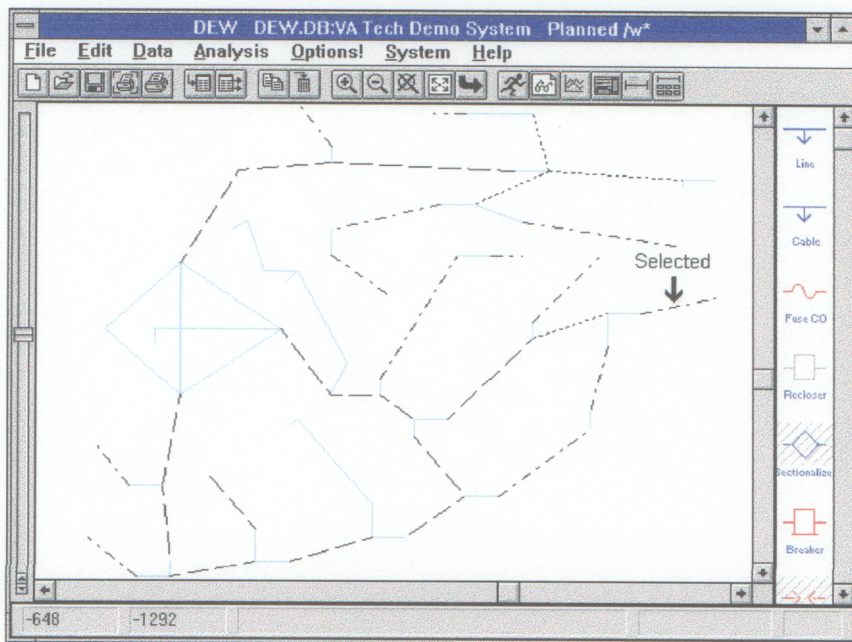 DEW DEW.DB:VA Tech Demo System Planned /w*
File Edit Data Analysis Options! System Help
Selected
Line
Cable
Fuse CO
Recloser
Sectionalize
Breaker
-648 -1292